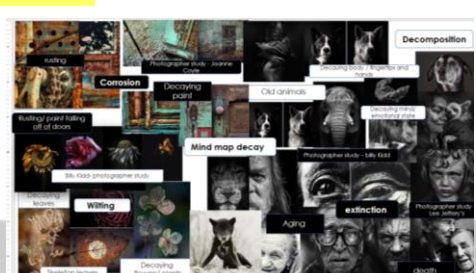 rusting
Photographer study - Joanne
Coyle
Decomposition
Corrosion
Decaying
paint
Decaying body / fingertips and
hands
Old animals
Decaying mind/
emotional state
Rusting/ paint falling
off of doors
Mind map decay
Photographer study - billy Kidd
Billy Kidd- photographer study
Decaying
leaves
Wilting
extinction
Photographer study -
Lee Jeffery's
Aging
Skeleton leaves
Decaying
death